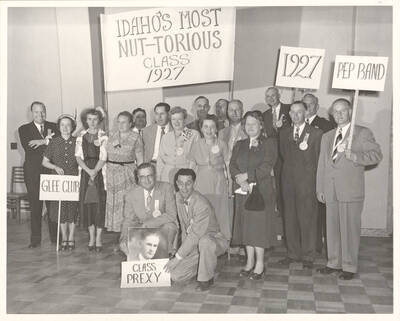 IDAHO'S MOST
NUT-TORIOUS
CLASS
1927
1927
PEP BAND
GLEE CLUB
CLASS
PREXY